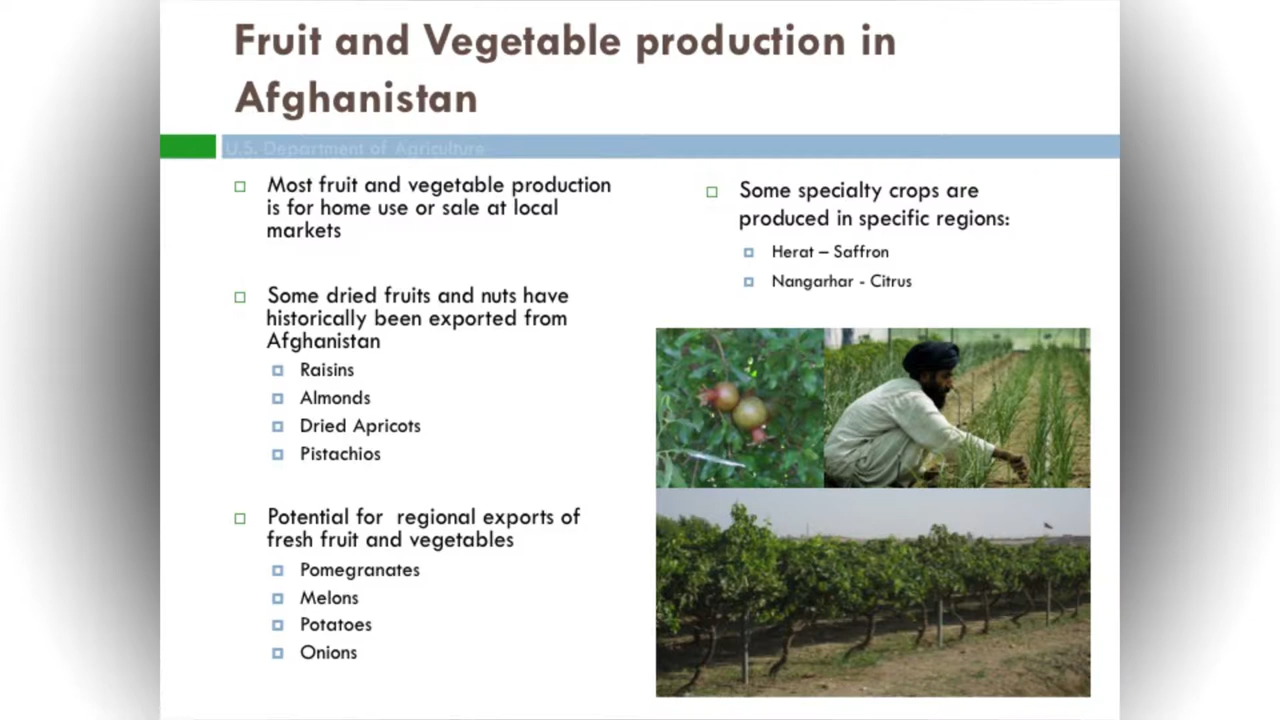 Fruit and Vegetable production in
Afghanistan
U.S. Department of Agriculture
Most fruit and vegetable production
is for home use or sale at local
markets
Some dried fruits and nuts have
historically been exported from
Afghanistan
Raisins
Almonds
Dried Apricots
Pistachios
Potential for  regional exports of
fresh fruit and vegetables
Pomegranates
Melons
Potatoes
Onions
Some specialty crops are
produced in specific regions:
Herat – Saffron
Nangarhar - Citrus